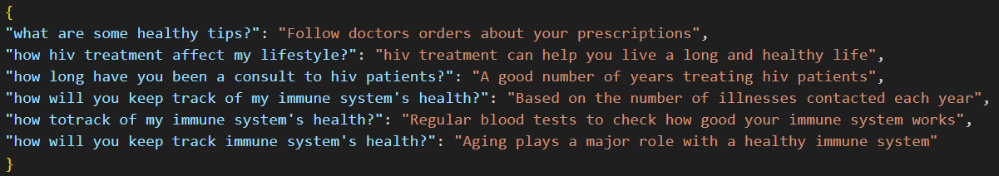 {
"what are some healthy tips?": "Follow doctors orders about your prescriptions",
"how hiv treatment affect my lifestyle?": "hiv treatment can help you live a long and healthy life",
"how long have you been a consult to hiv patients?": "A good number of years treating hiv patients",
"how will you keep track of my immune system's health?": "Based on the number of illnesses contacted each year",
"how totrack of my immune system's health?": "Regular blood tests to check how good your immune system works",
"how will you keep track immune system's health?": "Aging plays a major role with a healthy immune system"
}